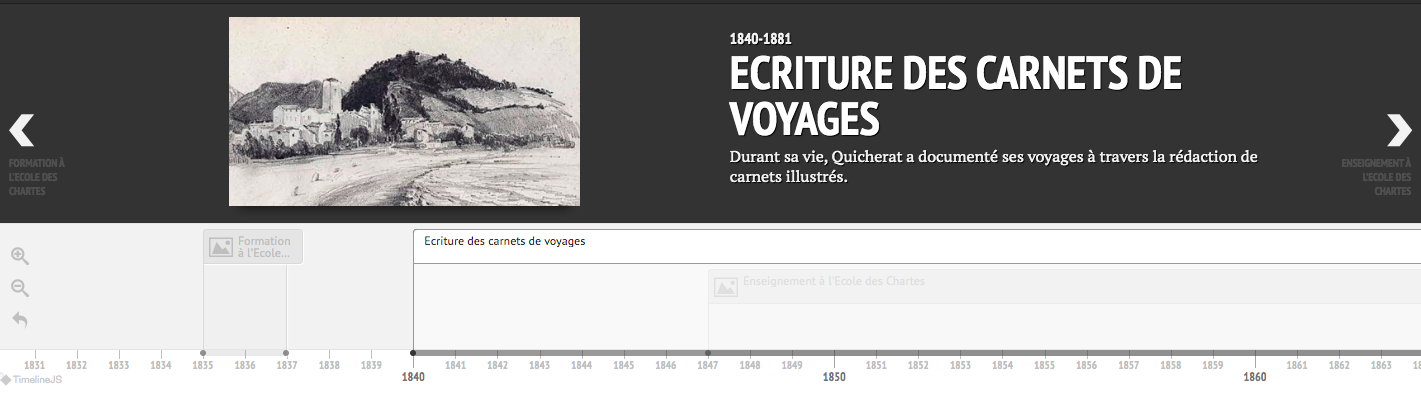 1840-1881
ECRITURE DES CARNETS DE
VOYAGES
Durant sa vie, Quicherat a documenté ses voyages à travers la rédaction de
carnets illustrés.
FORMATION À
L'ECOLE DES
CHARTES
ENSEIGNEMENT À
L'ECOLE DES
CHARTES
Formation
à l'Ecole...
Ecriture des carnets de voyages
Enseignement à l'Ecole des Chartes
1831 1832 1833 1834 1835 1836 1837 1838 1839 1841 1842 1843 1844 1845 1846 1847 1848 1849 1851 1852 1853 1854 1855 1856 1857 1858 1859 1861 1862 1863
1840 1850 1860
TimelineJS